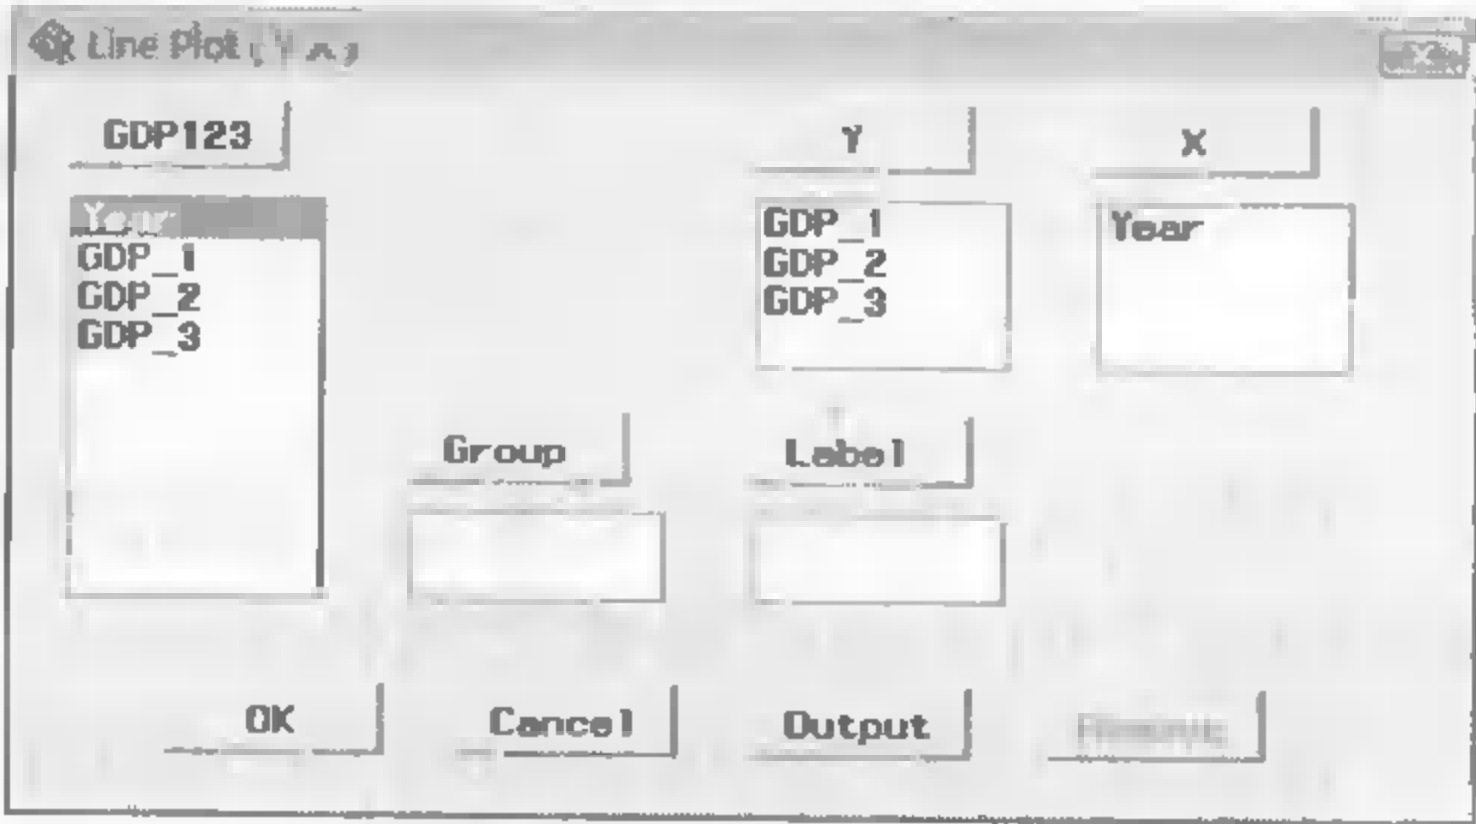 Line Plot ( Y X )
GDP123
Y
X
Year
GDP_1
GDP_2
GDP_3
GDP_1
GDP_2
GDP_3
Year
Group
Label
OK
Cancel
Output